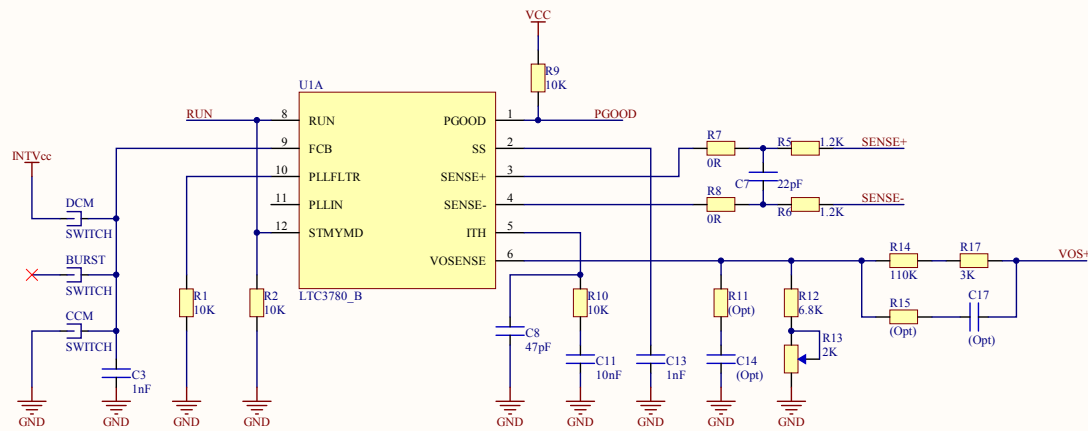 VCC
R9
10K
U1A
RUN
8
RUN
PGOOD
1
PGOOD
9
FCB
SS
2
INTVcc
10
PLLFLTR
SENSE+
3
R7
0R
R5
1.2K
SENSE+
C7
22pF
11
PLLIN
SENSE-
4
R8
0R
R6
1.2K
SENSE-
DCM
SWITCH
12
STMYMD
ITH
5
VOSENSE
6
BURST
SWITCH
R14
110K
R17
3K
VOS+
LTC3780_B
R1
10K
R2
10K
R10
10K
R11
(Opt)
R12
6.8K
R15
(Opt)
C17
(Opt)
CCM
SWITCH
C8
47pF
R13
2K
C3
1nF
C11
10nF
C13
1nF
C14
(Opt)
GND
GND
GND
GND
GND
GND
GND
GND
GND